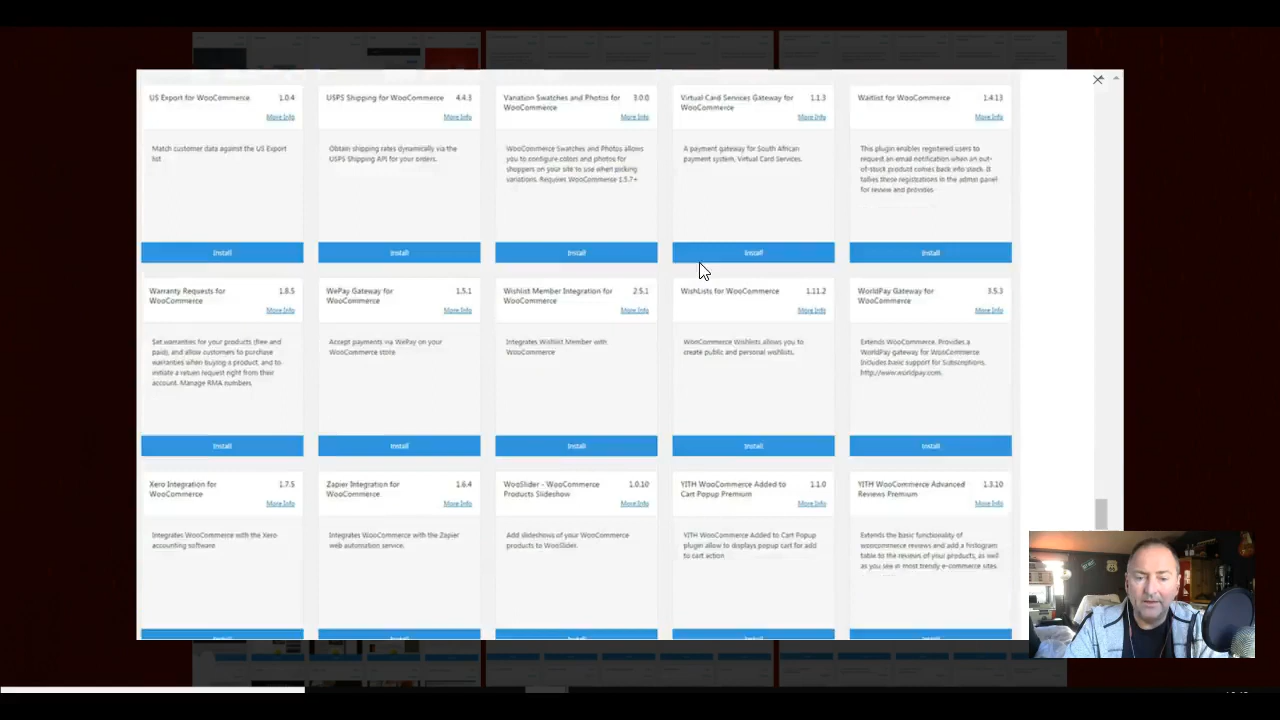 US Export for WooCommerce 1.0.4
More Info
Match customer data against the US Export
list
Install
USPS Shipping for WooCommerce 4.4.3
More Info
Obtain shipping rates dynamically via the
USPS Shipping API for your orders.
Install
Variation Swatches and Photos for 3.0.0
WooCommerce
More Info
WooCommerce Swatches and Photos allows
you to configure colors and photos for
shoppers on your site to use when picking
variations. Requires WooCommerce 1.5.7+
Install
Virtual Card Services Gateway for 1.1.3
WooCommerce
More Info
A payment gateway for South African
payment system, Virtual Card Services.
Install
Waitlist for WooCommerce 1.4.13
More Info
This plugin enables registered users to
request an email notification when an out-
of-stock product comes back into stock. It
tallies these registrations in the admin panel
for review and provides
Install
Warranty Requests for 1.8.5
WooCommerce
More Info
Set warranties for your products (free and
paid), and allow customers to purchase
warranties when buying a product, and to
initiate a return request right from their
account. Manage RMA numbers,
Install
WePay Gateway for 1.5.1
WooCommerce
More Info
Accept payments via WePay on your
WooCommerce store
Install
Wishlist Member Integration for 2.5.1
WooCommerce
More Info
Integrates Wishlist Member with
WooCommerce
Install
WishLists for WooCommerce 1.11.2
More Info
WooCommerce Wishlists allows you to
create public and personal wishlists.
Install
WorldPay Gateway for 3.5.3
WooCommerce
More Info
Extends WooCommerce. Provides a
WorldPay gateway for WooCommerce
Includes basic support for Subscriptions.
http://www.worldpay.com.
Install
Xero Integration for 1.7.5
WooCommerce
More Info
Integrates WooCommerce with the Xero
accounting software.
Install
Zapier Integration for 1.6.4
WooCommerce
More Info
Integrates WooCommerce with the Zapier
web automation service.
Install
WooSlider - WooCommerce 1.0.10
Products Slideshow
More Info
Add slideshows of your WooCommerce
products to WooSlider.
Install
YITH WooCommerce Added to 1.1.0
Cart Popup Premium
More Info
YITH WooCommerce Added to Cart Popup
plugin allow to displays popup cart for add
to cart action
Install
YITH WooCommerce Advanced 1.3.10
Reviews Premium
More Info
Extends the basic functionality of
woocommerce reviews and add a histogram
table to the reviews of your products, as well
as you see in most trendy e-commerce sites.
Install